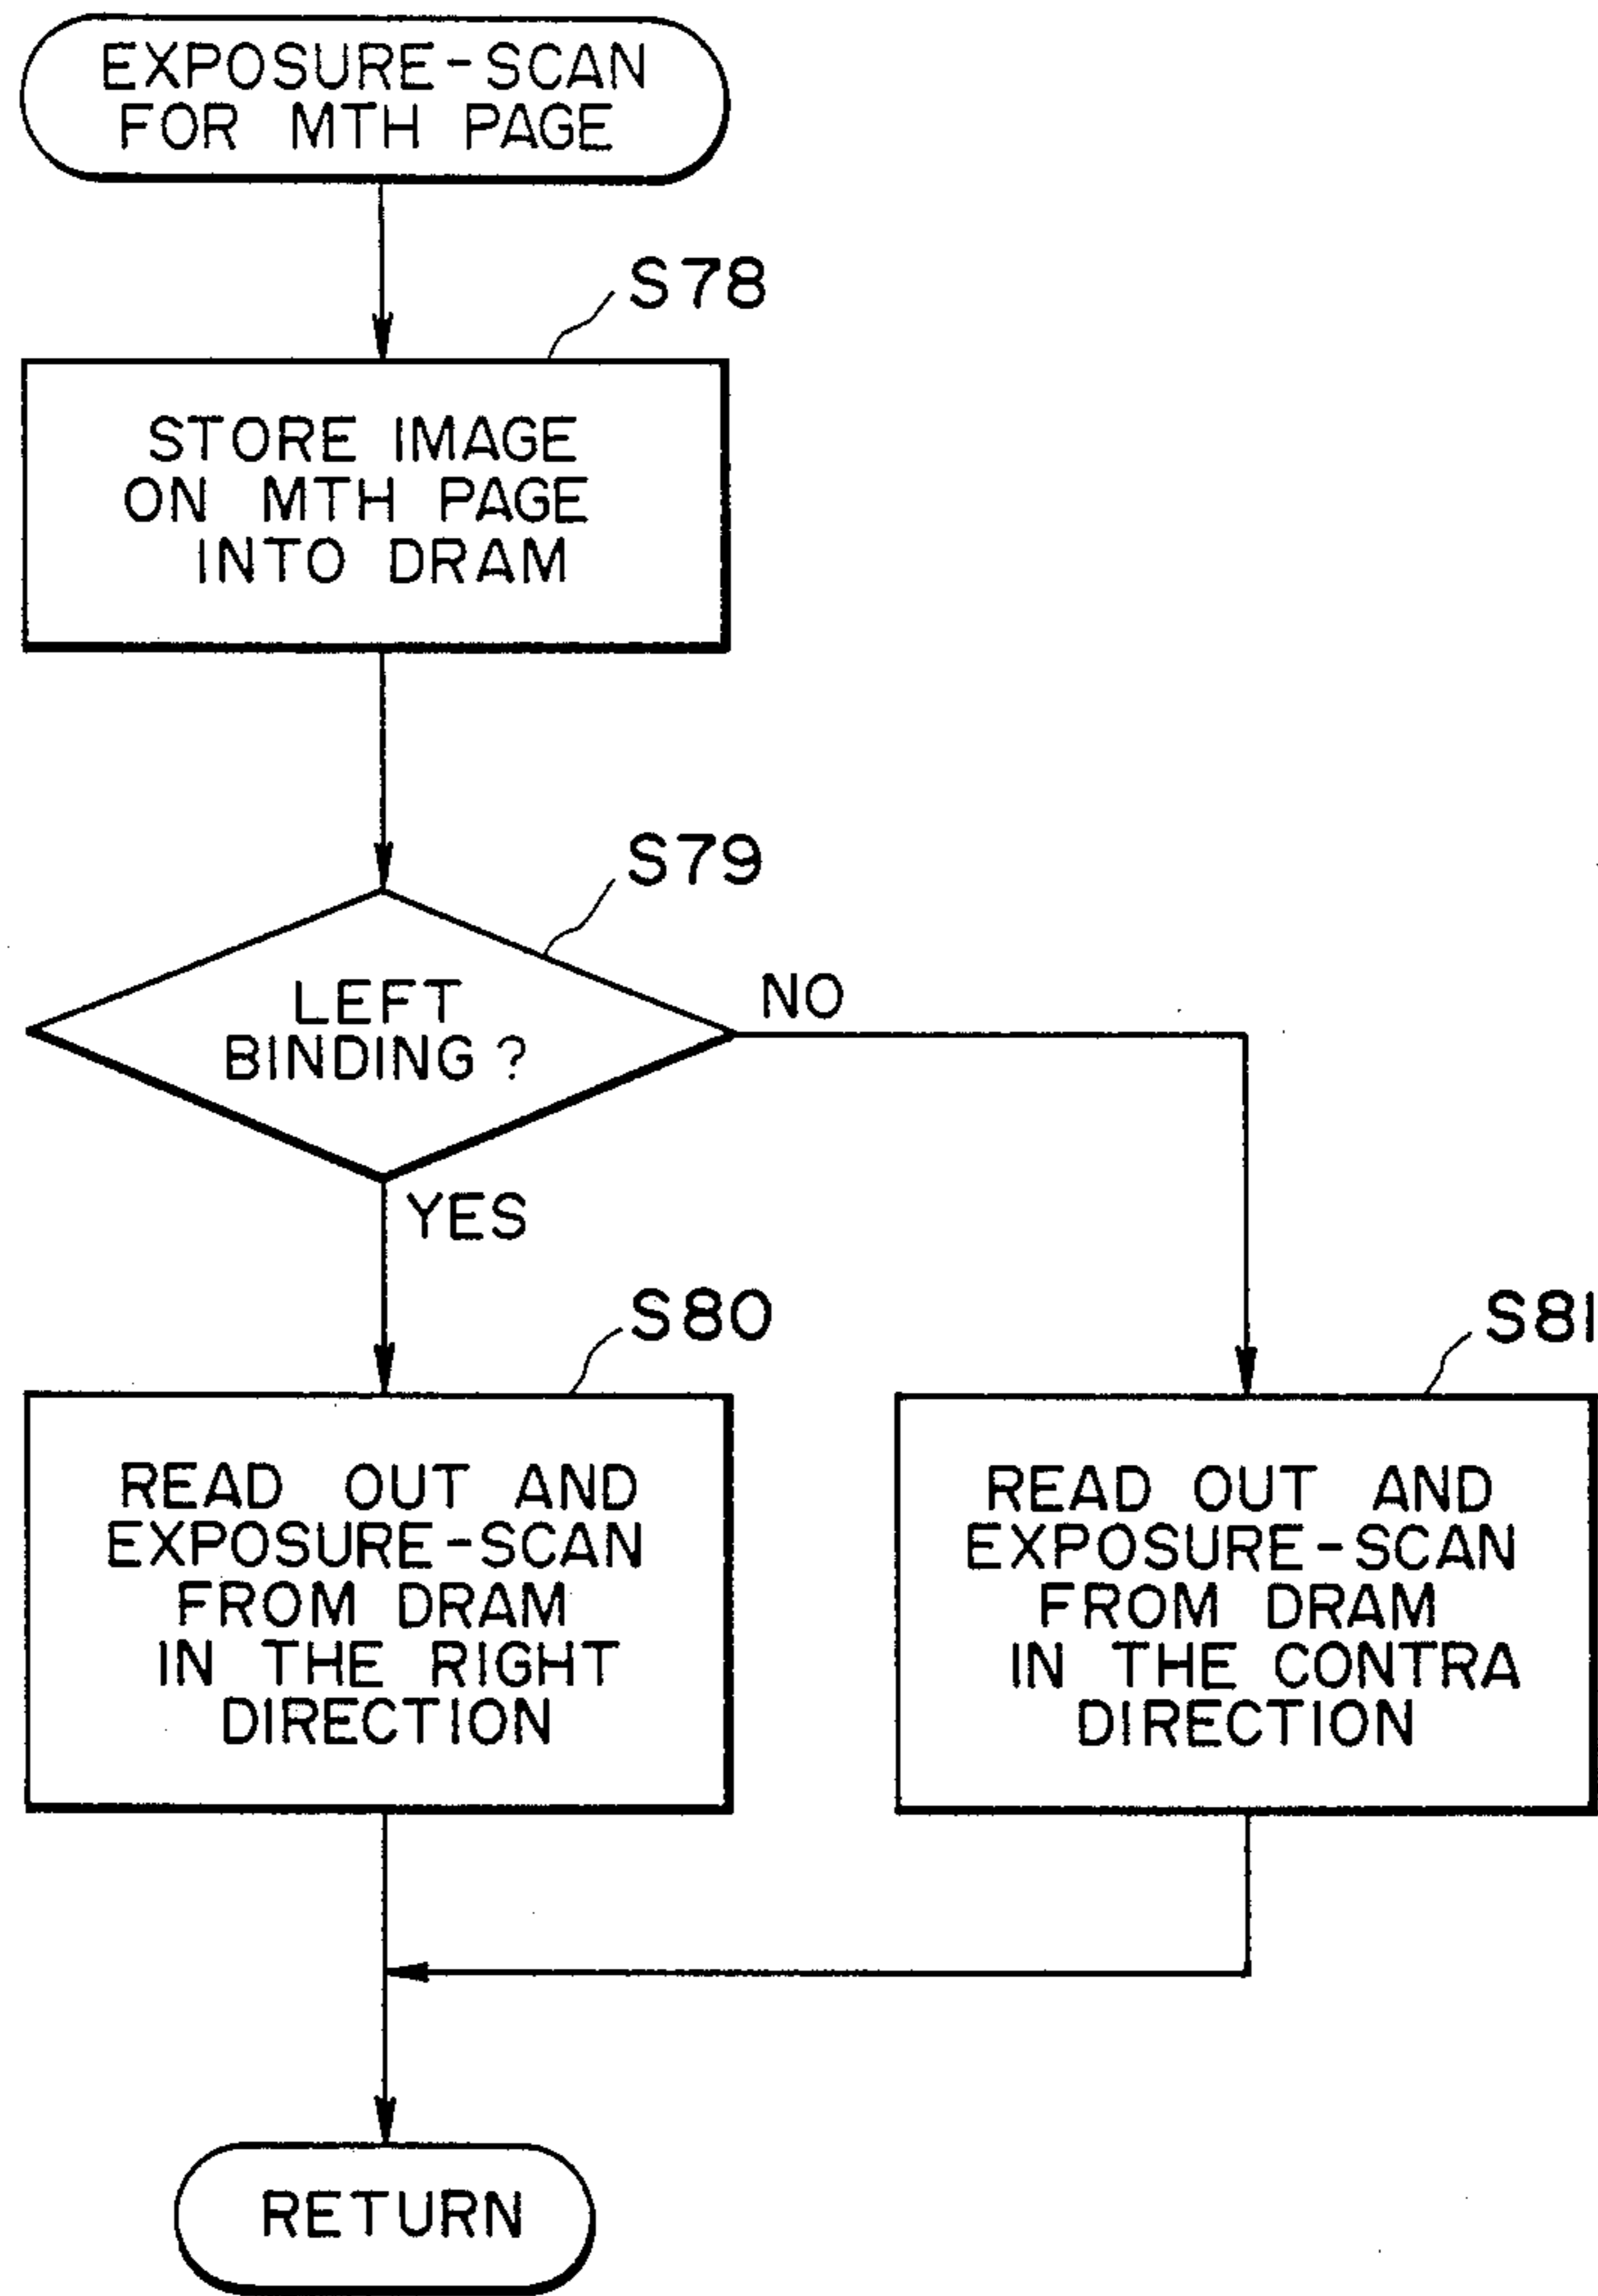 EXPOSURE-SCAN
FOR MTH PAGE
S78
STORE IMAGE
ON MTH PAGE
INTO DRAM
S79
LEFT
BINDING ?
NO
YES
S80
READ OUT AND
EXPOSURE-SCAN
FROM DRAM
IN THE RIGHT
DIRECTION
S81
READ OUT AND
EXPOSURE-SCAN
FROM DRAM
IN THE CONTRA
DIRECTION
RETURN